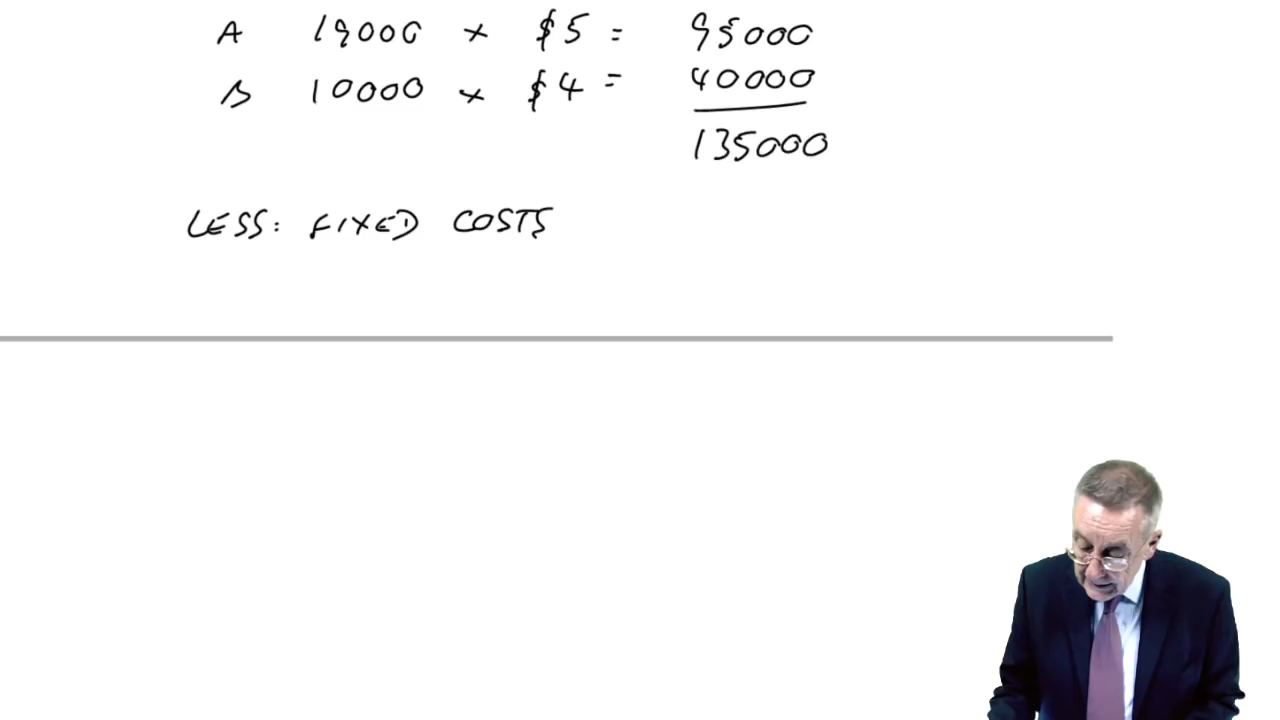 A 19000 × $5 = 95000
B 10000 × $4 = 40000
135000
LESS: FIXED COSTS